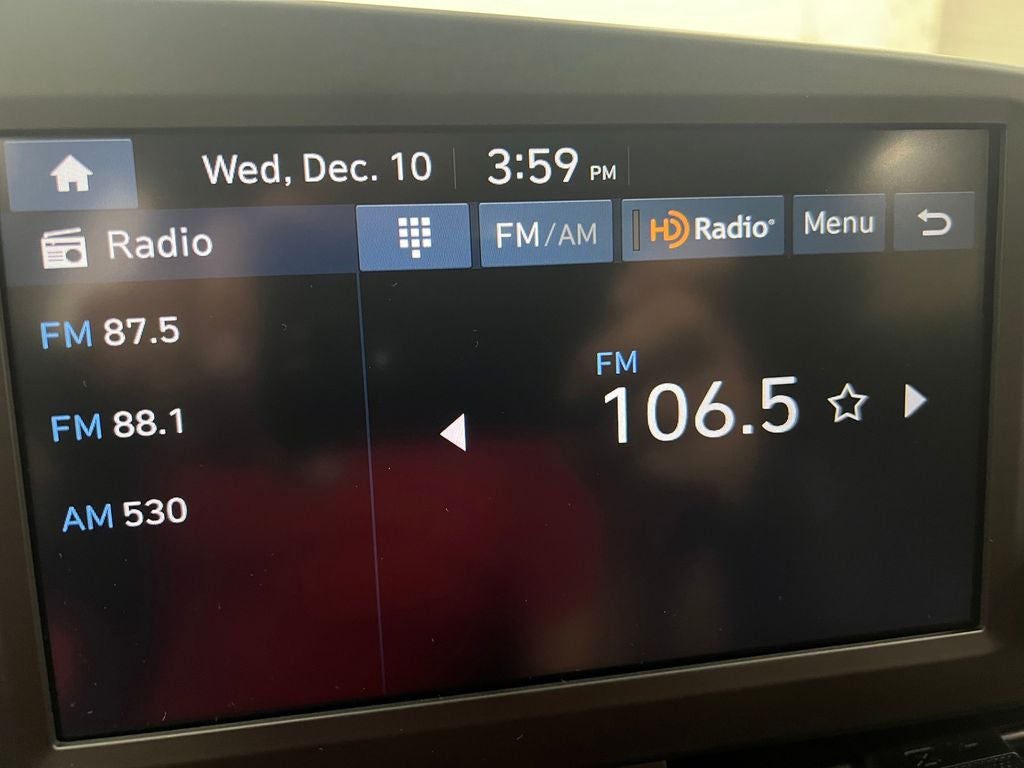 Wed, Dec. 10 3:59 PM
Radio FM/AM HD Radio® Menu
FM 87.5
FM 88.1
AM 530
FM
106.5